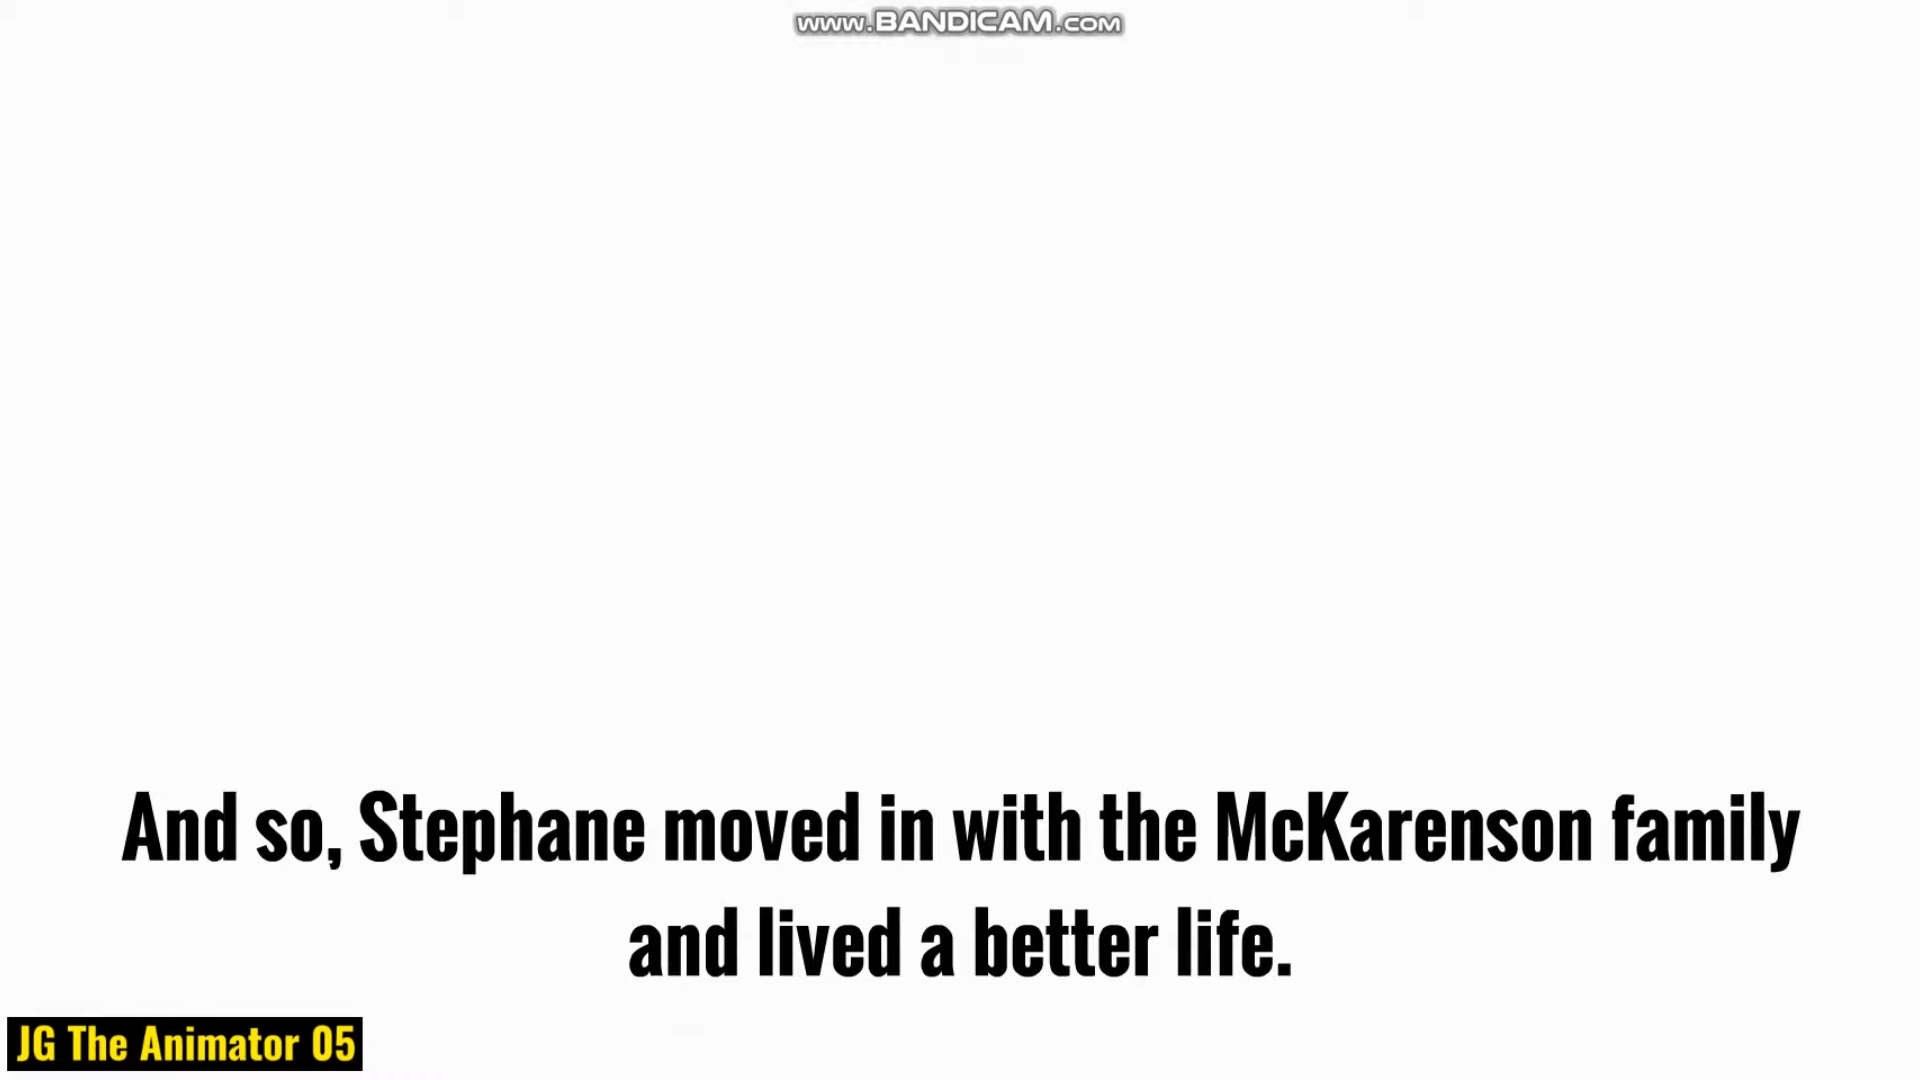 www.BANDICAM.com
And so, Stephane moved in with the McKarenson family
and lived a better life.
JG The Animator 05